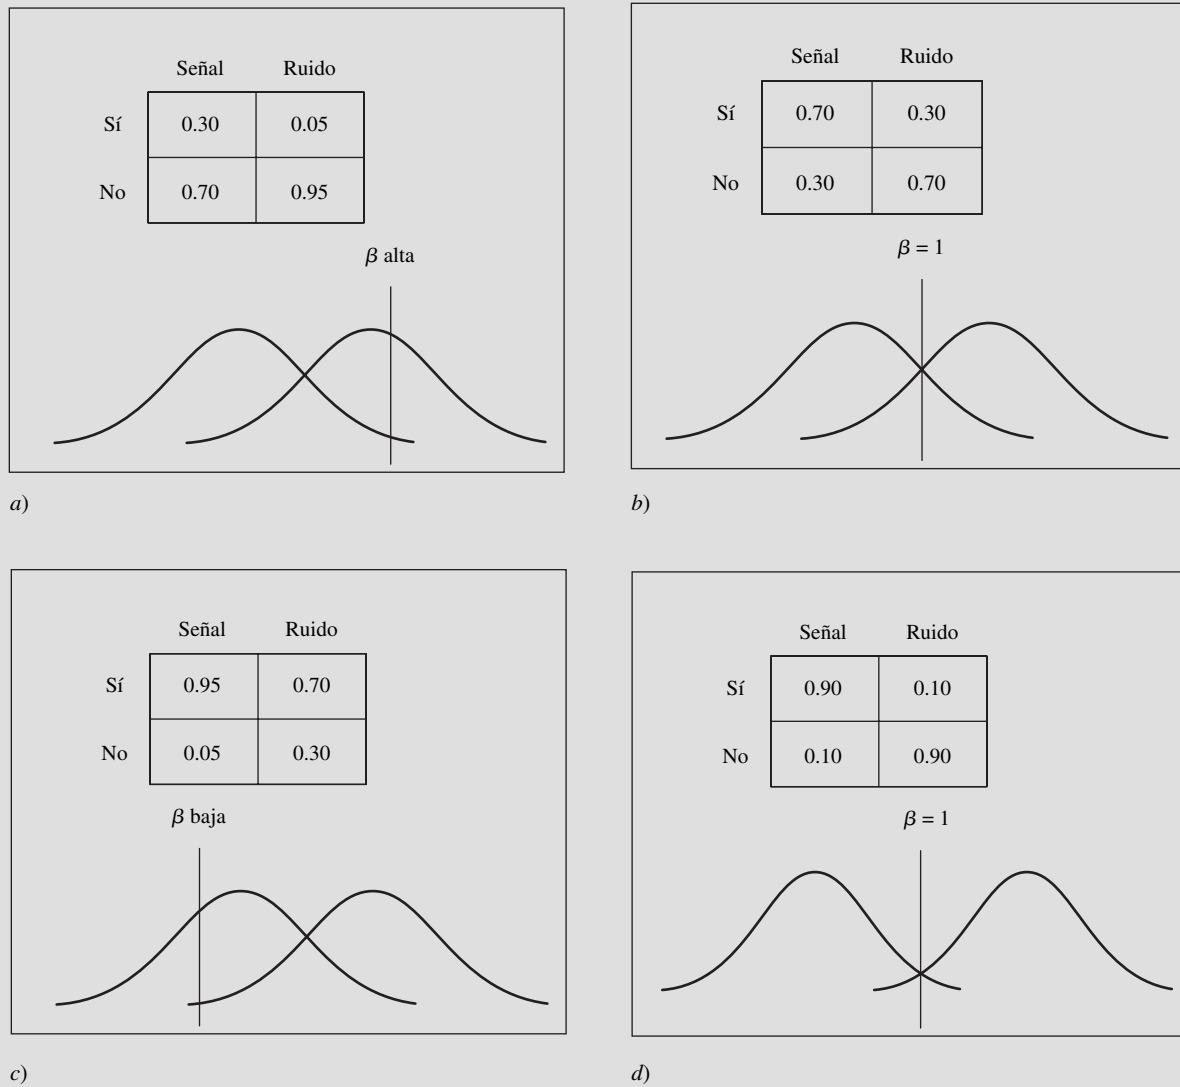 Señal Ruido
Sí 0.30 0.05
No 0.70 0.95
β alta
a)
Señal Ruido
Sí 0.70 0.30
No 0.30 0.70
β = 1
b)
Señal Ruido
Sí 0.95 0.70
No 0.05 0.30
β baja
c)
Señal Ruido
Sí 0.90 0.10
No 0.10 0.90
β = 1
d)